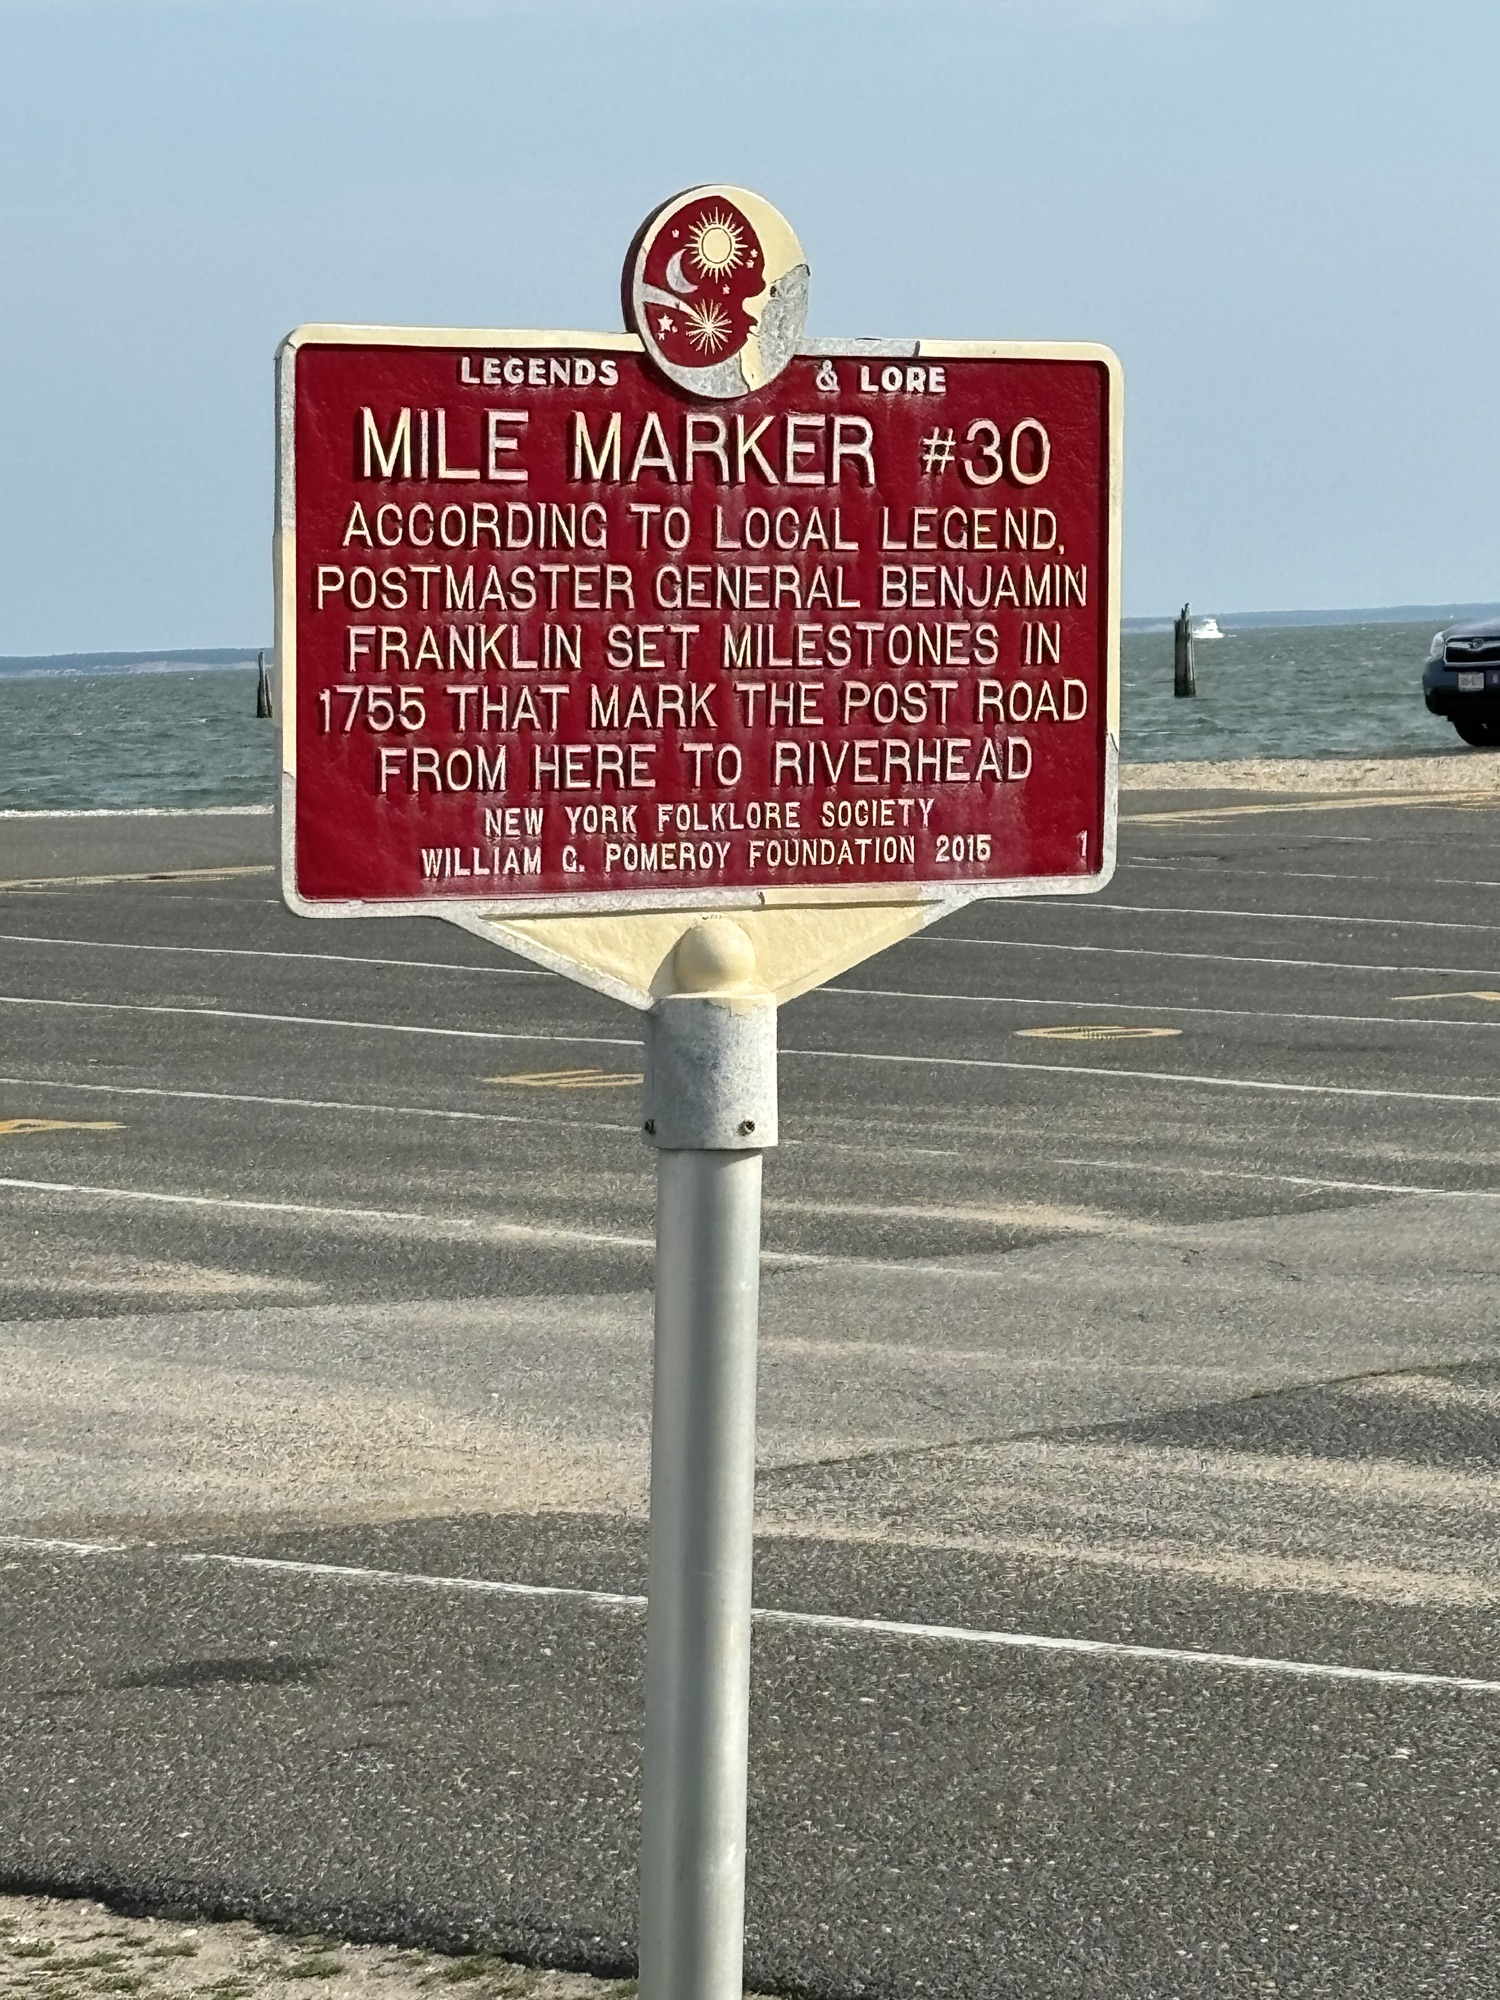 LEGENDS & LORE
MILE MARKER #30
ACCORDING TO LOCAL LEGEND,
POSTMASTER GENERAL BENJAMIN
FRANKLIN SET MILESTONES IN
1755 THAT MARK THE POST ROAD
FROM HERE TO RIVERHEAD
NEW YORK FOLKLORE SOCIETY
WILLIAM G. POMEROY FOUNDATION 2015 1